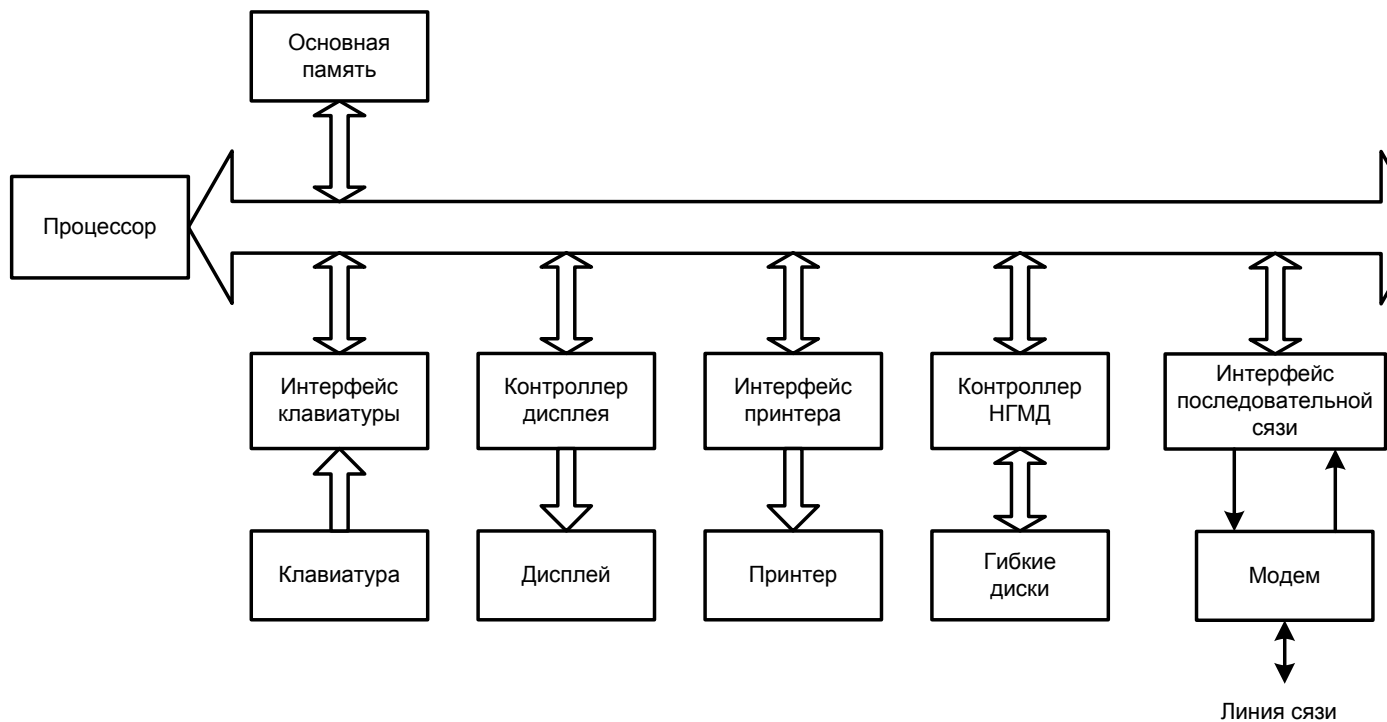 Основная
память
Процессор
Интерфейс
клавиатуры
Контроллер
дисплея
Интерфейс
принтера
Контроллер
НГМД
Интерфейс
последовательной
сязи
Клавиатура
Дисплей
Принтер
Гибкие
диски
Модем
Линия сязи